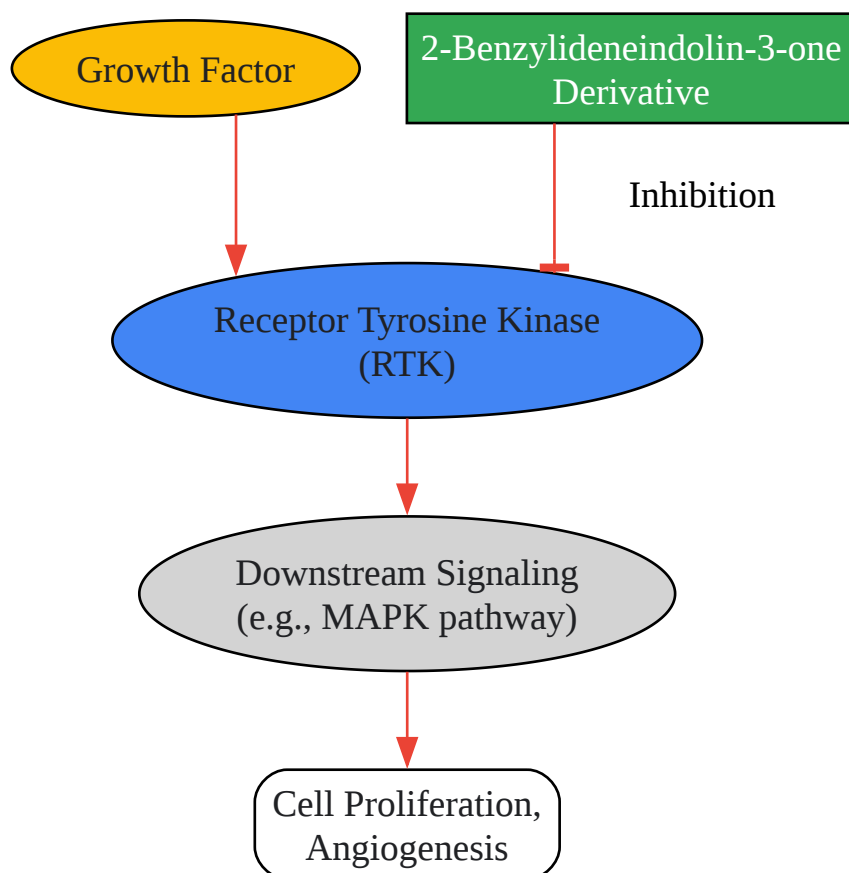 Growth Factor
2-Benzylideneindolin-3-one
Derivative
Inhibition
Receptor Tyrosine Kinase
(RTK)
Downstream Signaling
(e.g., MAPK pathway)
Cell Proliferation,
Angiogenesis